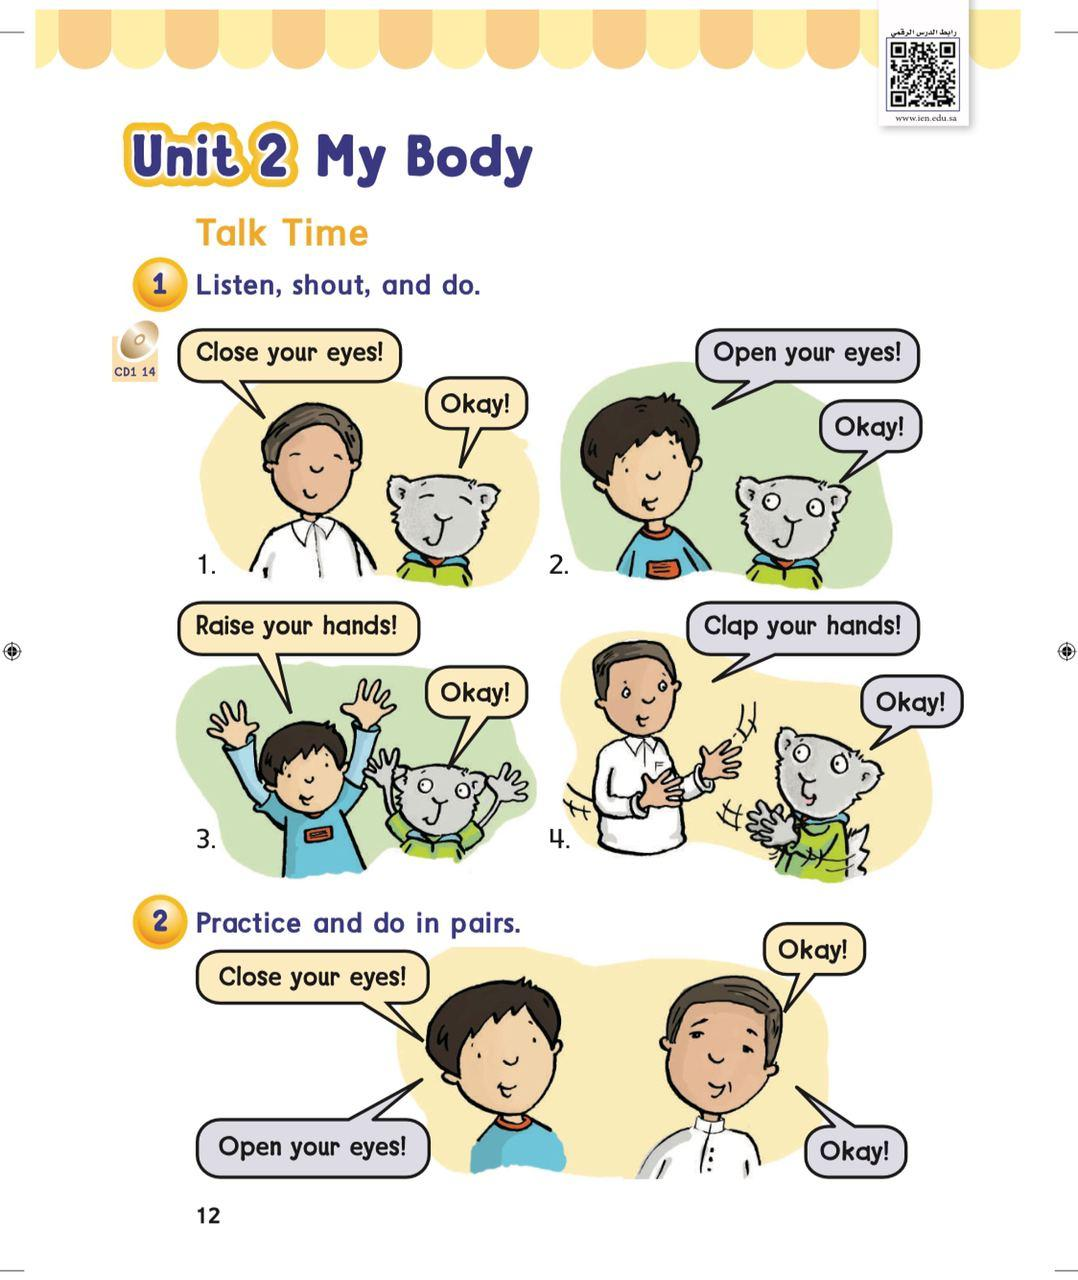 رابط الدرس الرقمي
www.ien.edu.sa
Unit 2 My Body
Talk Time
1 Listen, shout, and do.
CD1 14
Close your eyes!
Okay!
1.
Open your eyes!
Okay!
2.
Raise your hands!
Okay!
3.
Clap your hands!
Okay!
4.
2 Practice and do in pairs.
Close your eyes!
Okay!
Open your eyes!
Okay!
12